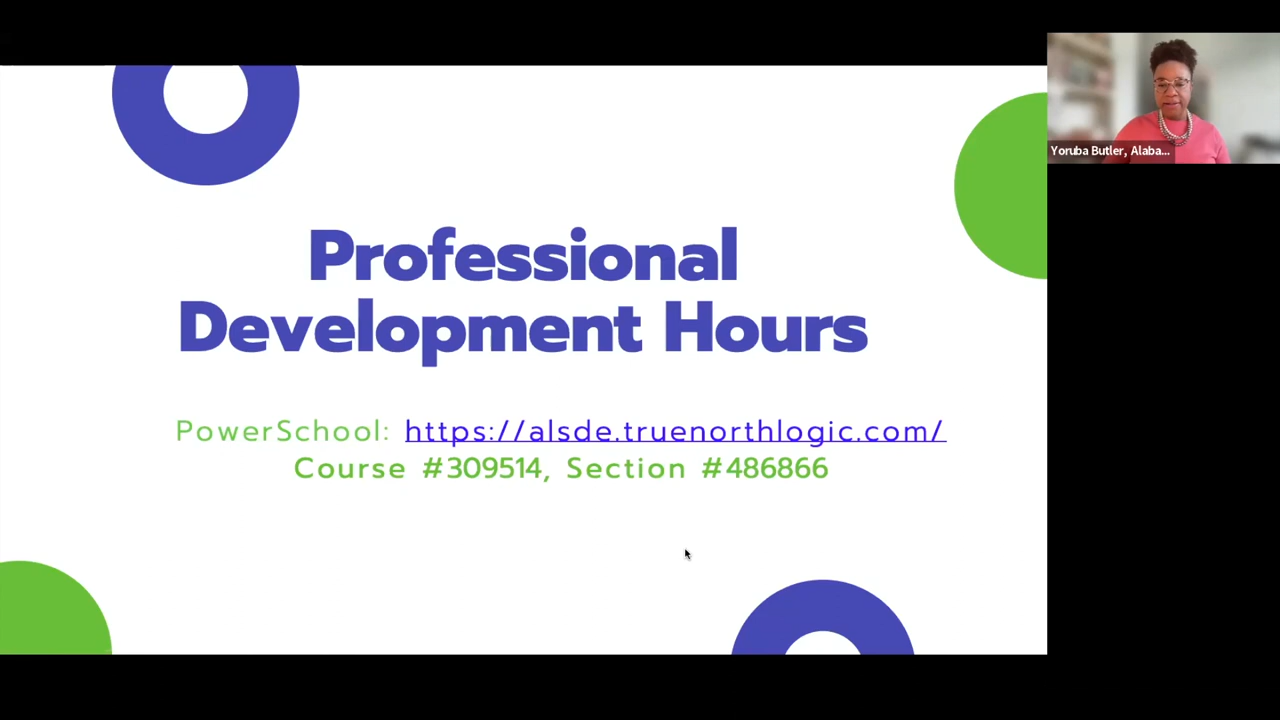 Professional
Development Hours
PowerSchool: https://alsde.truenorthlogic.com/
Course #309514, Section #486866
Yoruba Butler, Alaba...